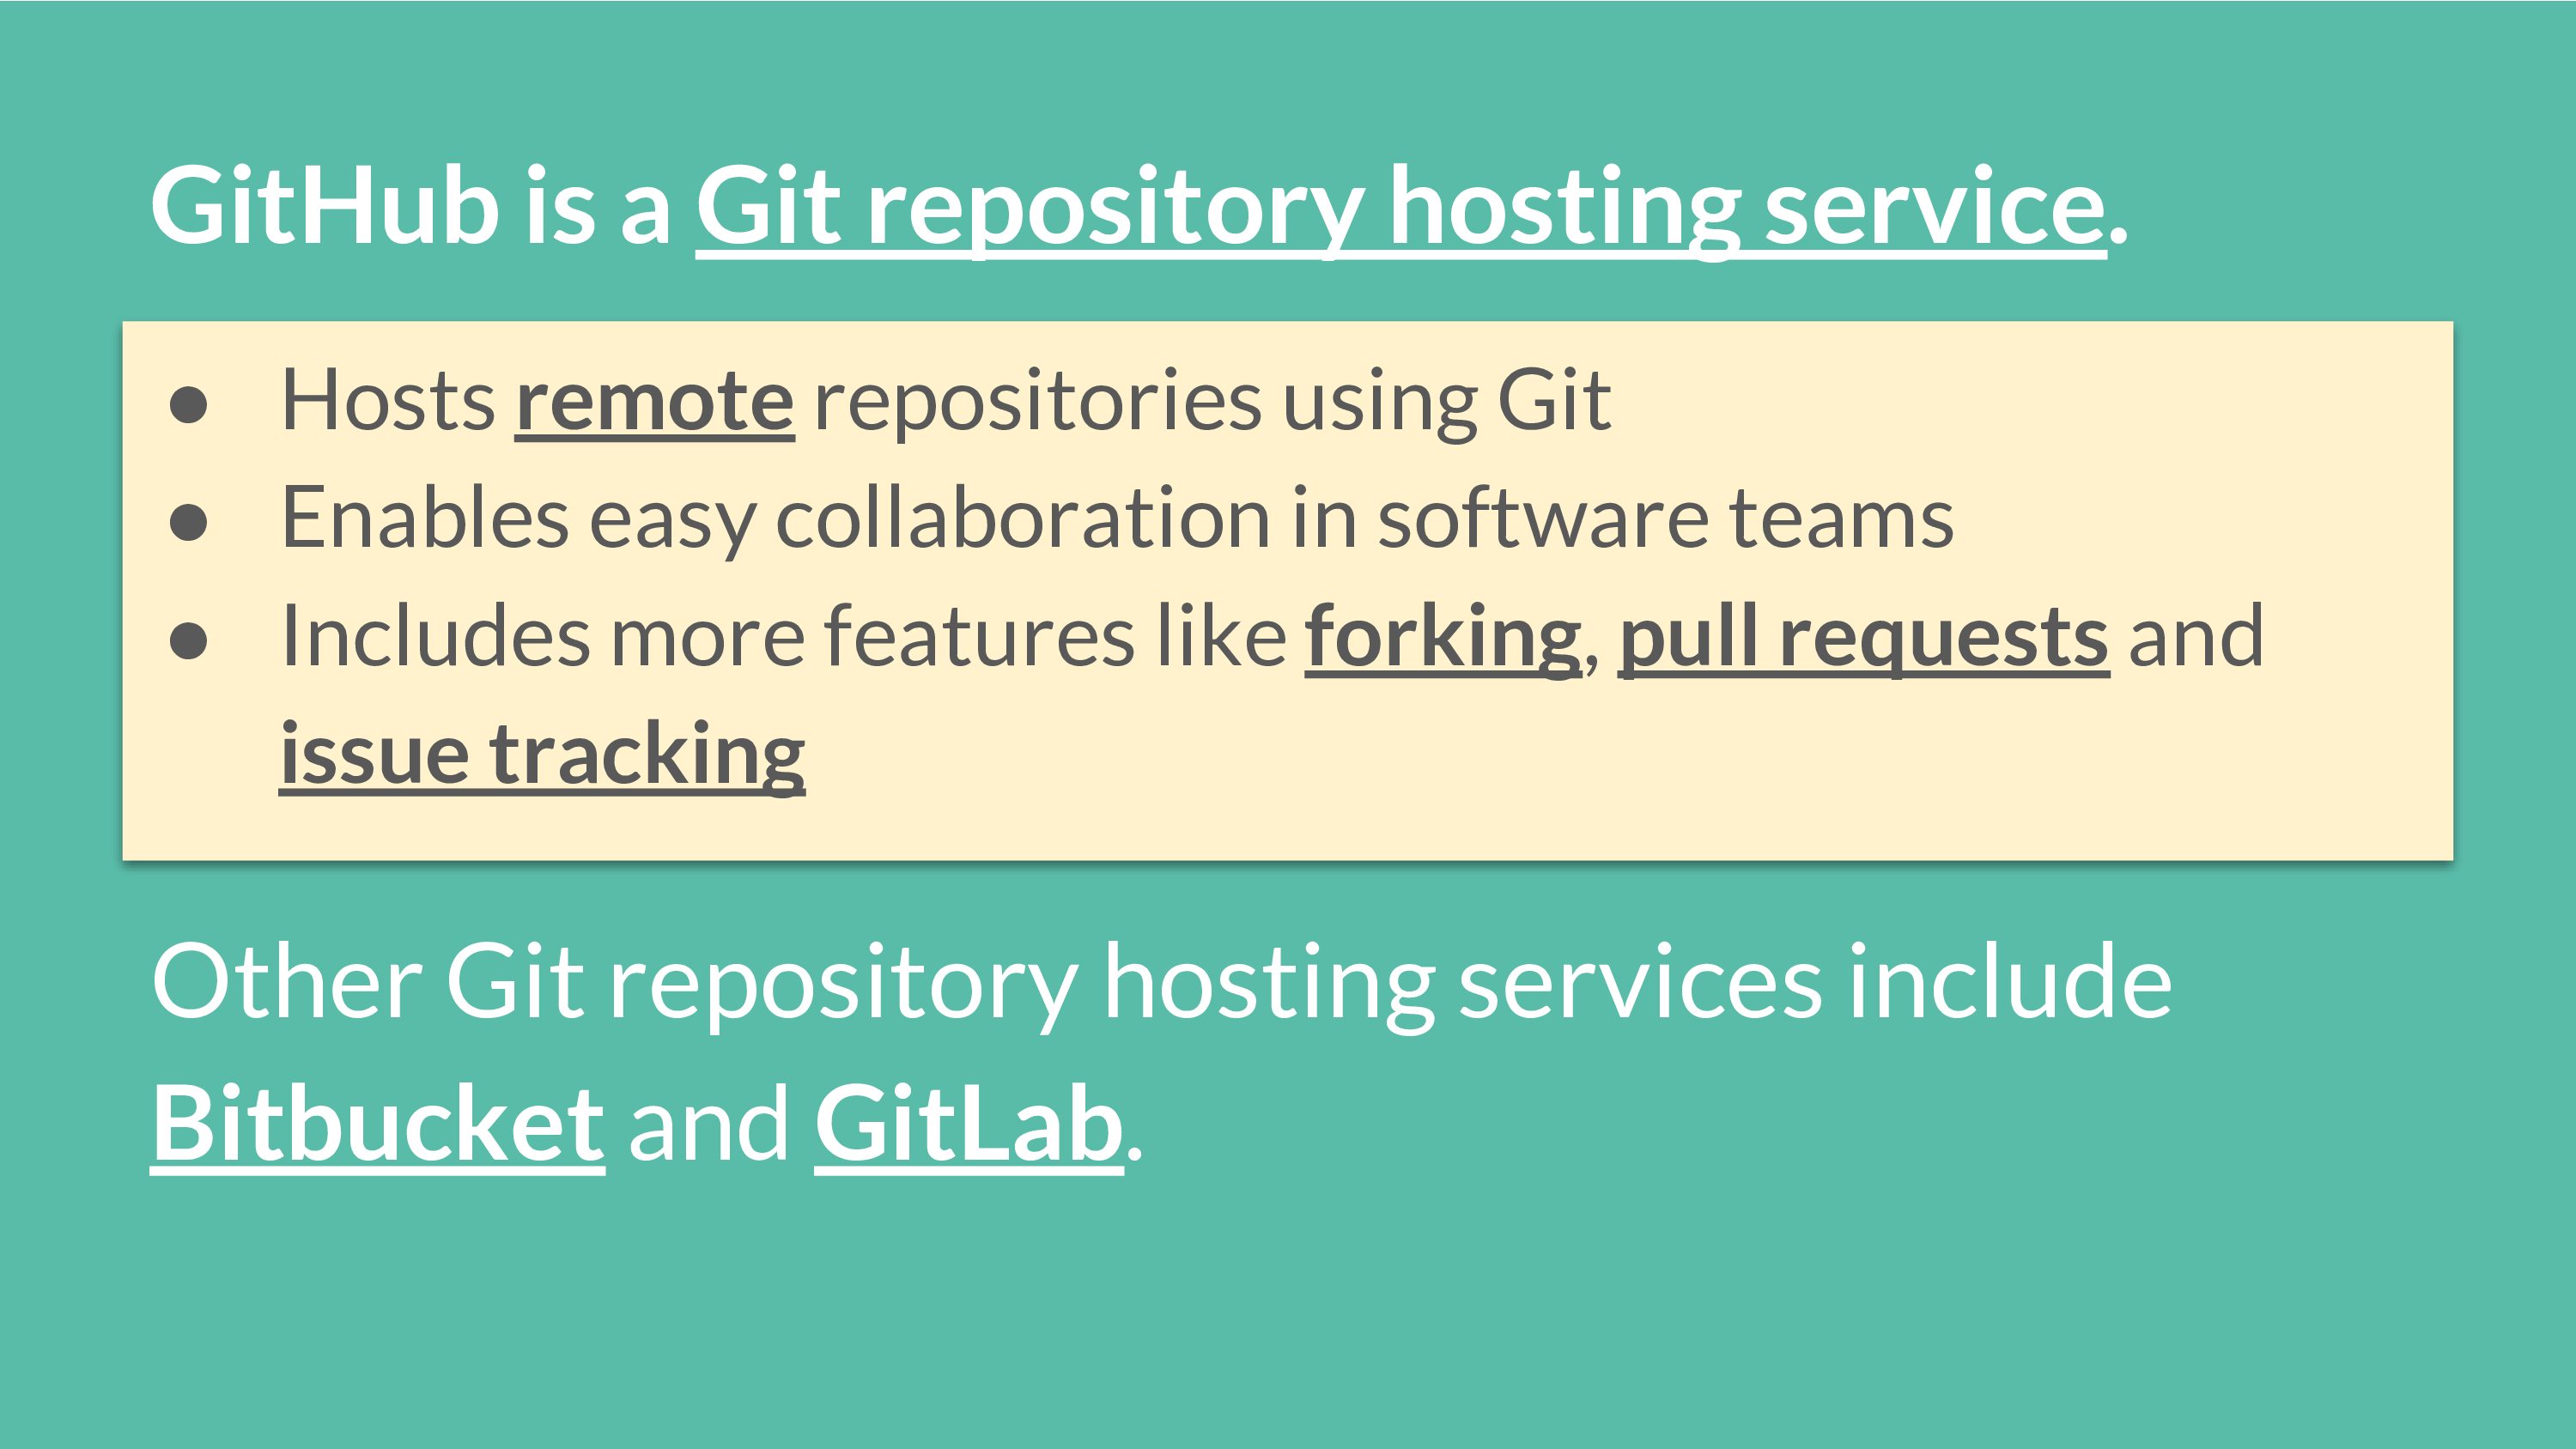 GitHub is a Git repository hosting service.
● Hosts remote repositories using Git
● Enables easy collaboration in software teams
● Includes more features like forking, pull requests and
issue tracking
Other Git repository hosting services include
Bitbucket and GitLab.